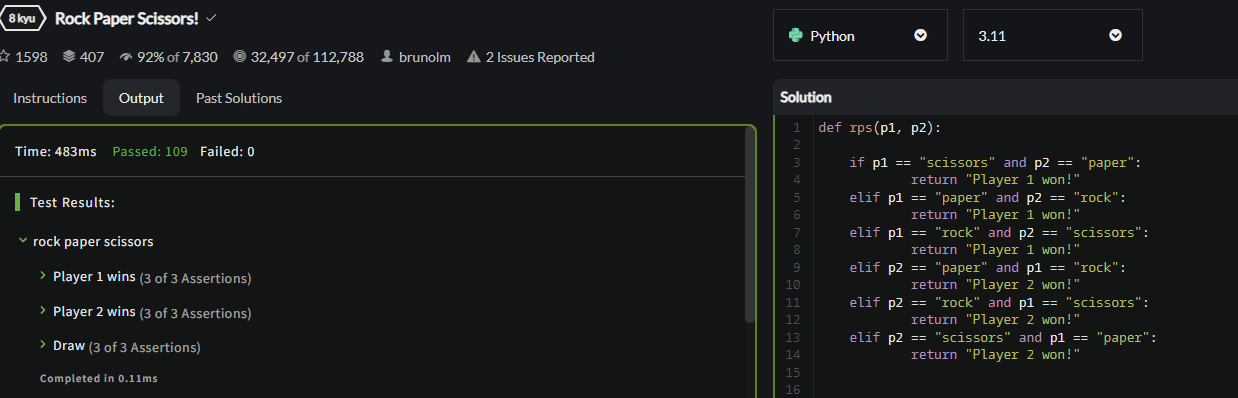 8 kyu Rock Paper Scissors!
1598 407 92% of 7,830 32,497 of 112,788 brunolm 2 Issues Reported
Instructions Output Past Solutions
Time: 483ms Passed: 109 Failed: 0
Test Results:
rock paper scissors
Player 1 wins (3 of 3 Assertions)
Player 2 wins (3 of 3 Assertions)
Draw (3 of 3 Assertions)
Completed in 0.11ms
Python 3.11
Solution
1 def rps(p1, p2):
2
3 if p1 == "scissors" and p2 == "paper":
4 return "Player 1 won!"
5 elif p1 == "paper" and p2 == "rock":
6 return "Player 1 won!"
7 elif p1 == "rock" and p2 == "scissors":
8 return "Player 1 won!"
9 elif p2 == "paper" and p1 == "rock":
10 return "Player 2 won!"
11 elif p2 == "rock" and p1 == "scissors":
12 return "Player 2 won!"
13 elif p2 == "scissors" and p1 == "paper":
14 return "Player 2 won!"
15
16